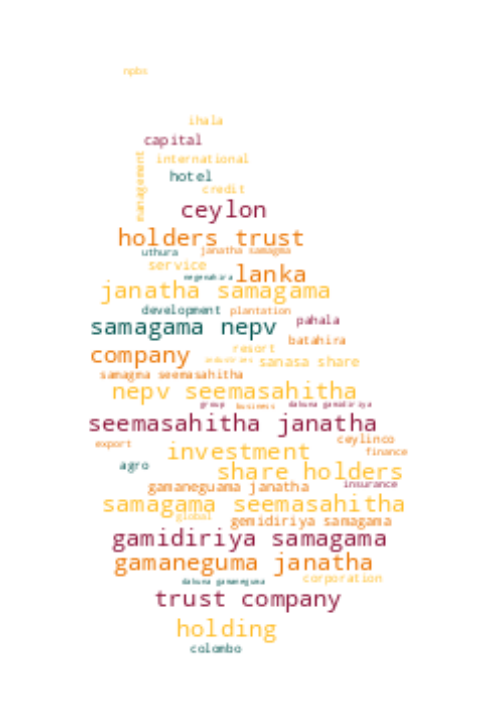 npbs
ihala
capital
management
international
hotel
credit
ceylon
holders trust
uthura
janatha samagma
service
negenahira
lanka
janatha samagama
development
plantation
samagama nepv
pahala
batahira
resort
company
industries
sanasa share
samagma seemasahitha
nepv seemasahitha
group
business
dakuna gamidiriya
seemasahitha janatha
ceylinco
export
investment
finance
agro
share holders
gamaneguama janatha
insurance
samagama seemasahitha
global
gemidiriya samagama
gamidiriya samagama
gamaneguma janatha
dakuna gamaneguma
corporation
trust company
holding
colombo